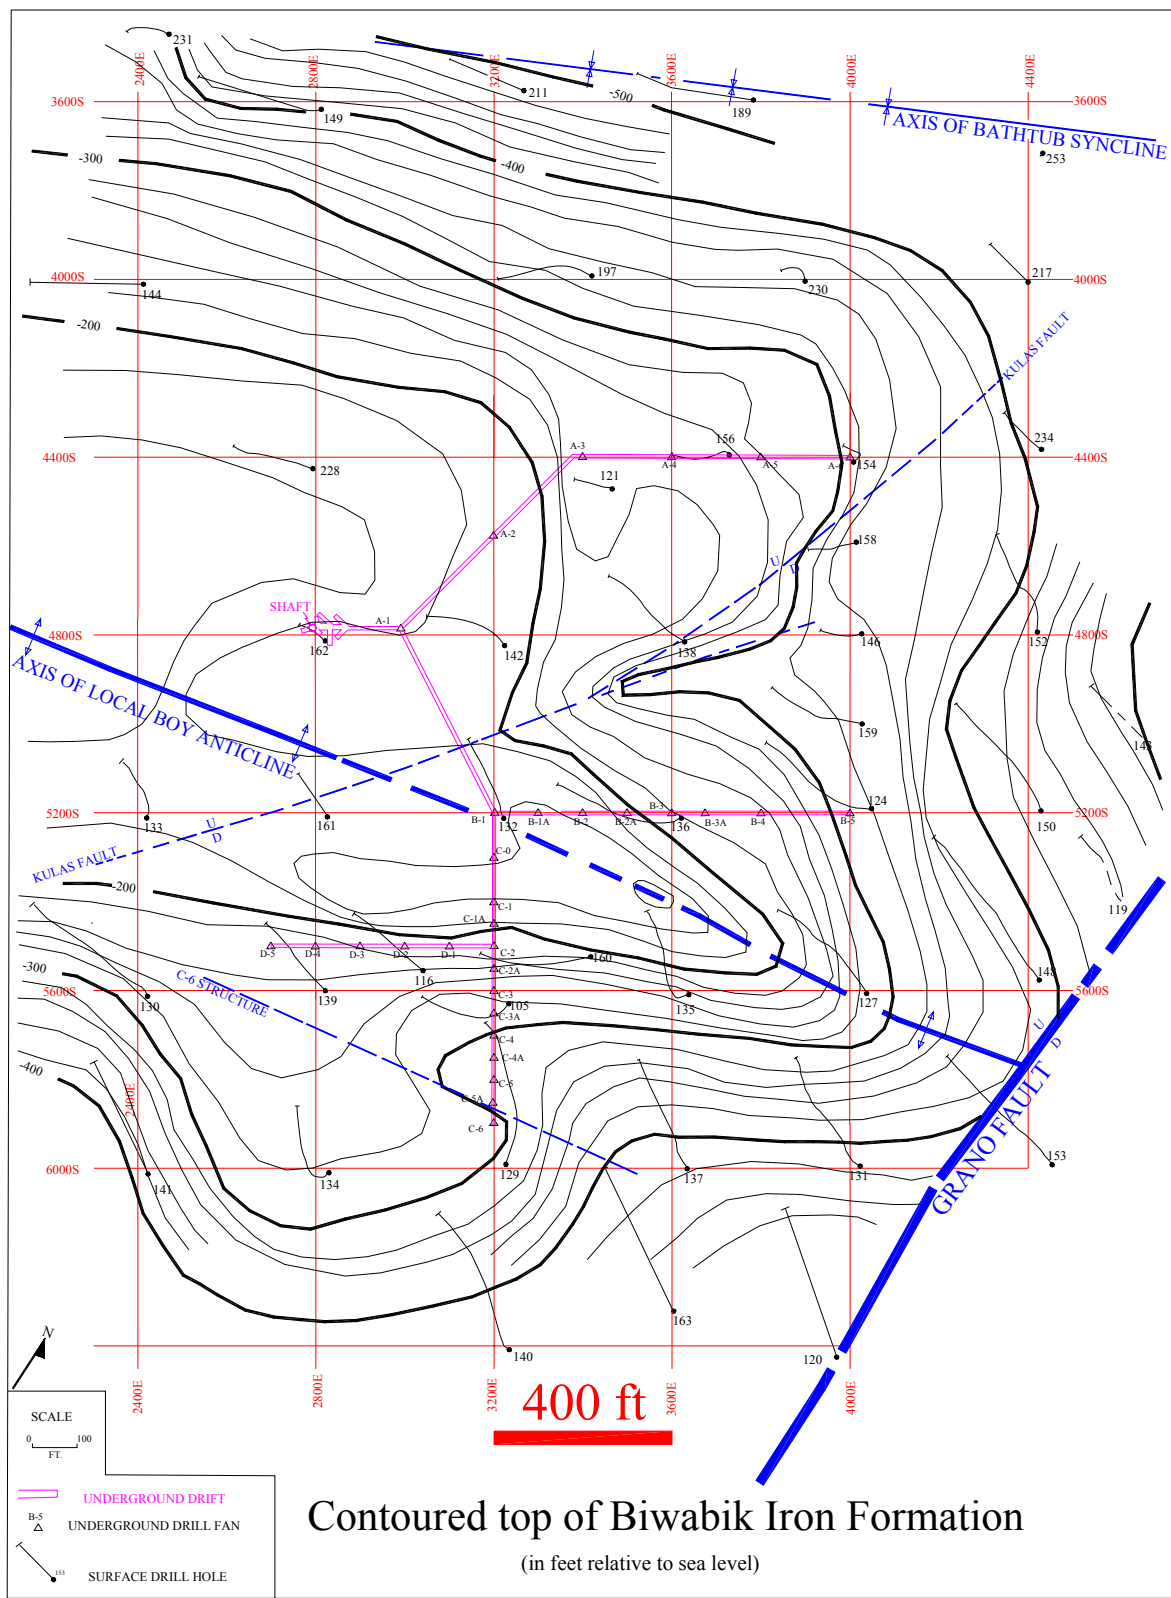 231
2400E
2800E
3200E
3600E
4000E
4400E
3600S
3600S
149
211
-500
189
AXIS OF BATHTUB SYNCLINE
253
-300
-400
4000S
4000S
144
197
230
217
-200
KULAS FAULT
4400S
4400S
228
A-3
A-4
156
A-5
A-6
154
234
121
A-2
158
U
D
SHAFT
A-1
4800S
4800S
162
142
138
146
152
AXIS OF LOCAL BOY ANTICLINE
159
143
5200S
5200S
133
161
U
D
B-1
132
B-1A
B-2
B-2A
B-3
136
B-3A
B-4
B-5
124
150
KULAS FAULT
C-0
-200
C-1
119
C-1A
D-5
D-4
D-3
D-2
D-1
C-2
160
-300
C-6 STRUCTURE
116
C-2A
148
5600S
5600S
130
139
C-3
105
135
127
C-3A
U
D
C-4
-400
C-4A
C-5
2400E
C-5A
C-6
GRANO FAULT
6000S
6000S
141
134
129
137
131
153
163
N
140
120
2400E
2800E
3200E
3600E
4000E
400 ft
SCALE
0 100
FT.
UNDERGROUND DRIFT
B-5
UNDERGROUND DRILL FAN
153
SURFACE DRILL HOLE
Contoured top of Biwabik Iron Formation
(in feet relative to sea level)